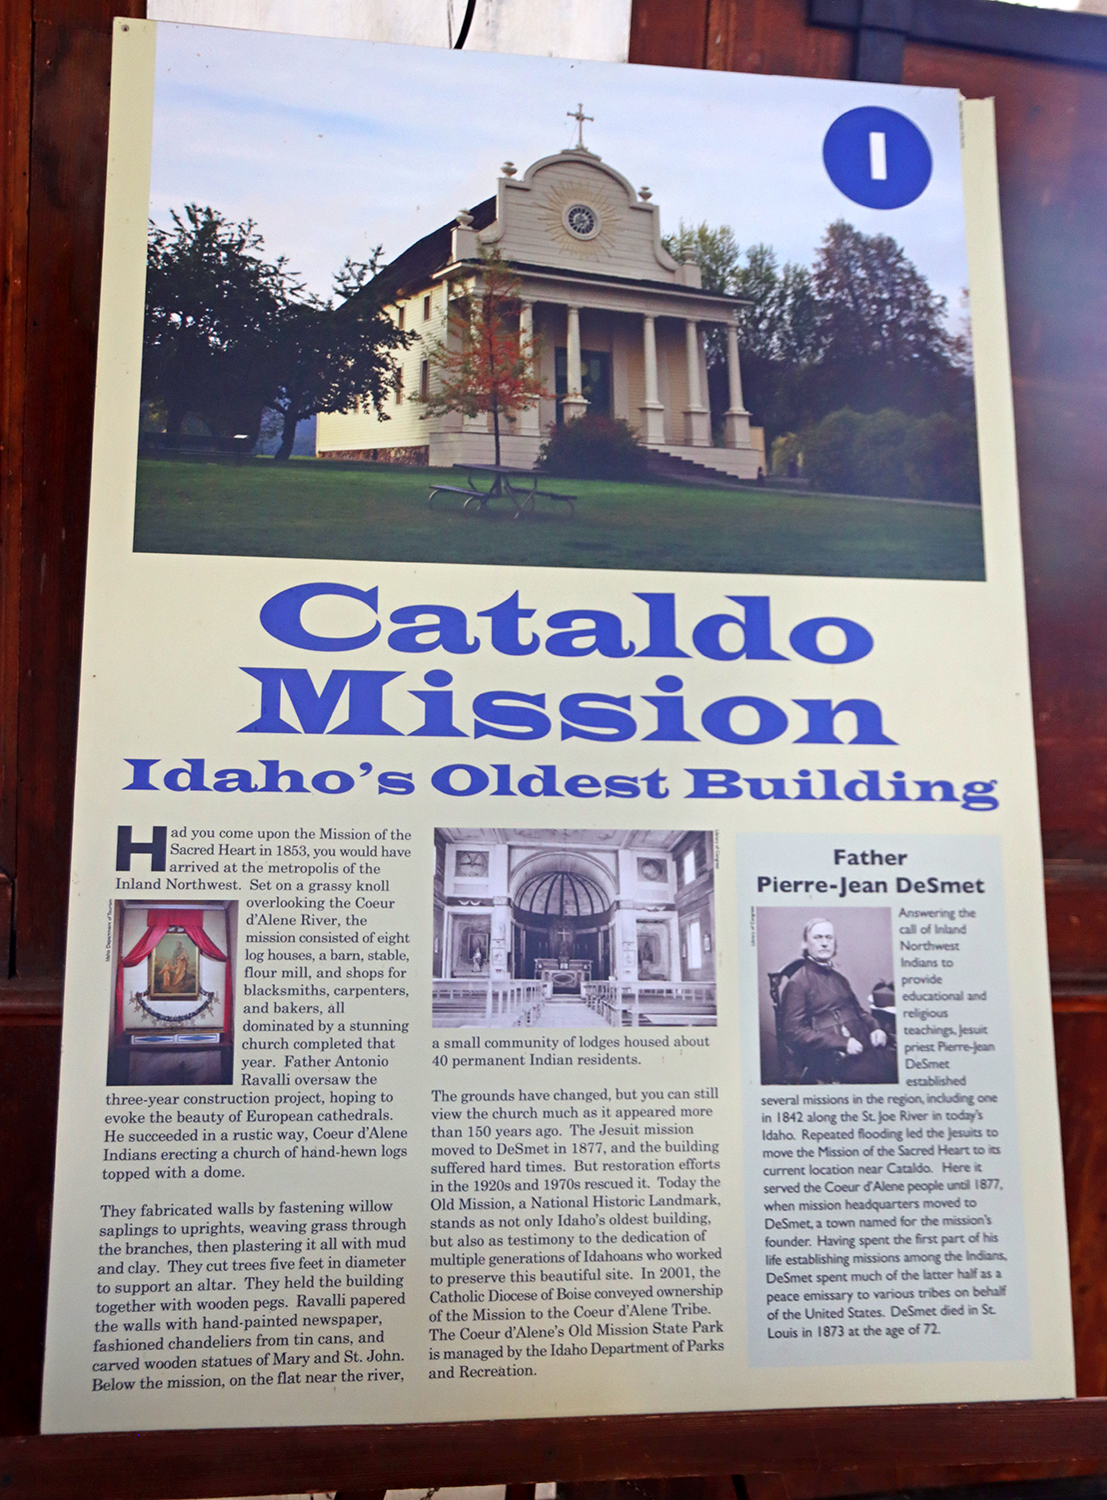 I
Cataldo
Mission
Idaho's Oldest Building
Had you come upon the Mission of the
Sacred Heart in 1853, you would have
arrived at the metropolis of the
Inland Northwest. Set on a grassy knoll
overlooking the Coeur
d'Alene River, the
mission consisted of eight
log houses, a barn, stable,
flour mill, and shops for
blacksmiths, carpenters,
and bakers, all
dominated by a stunning
church completed that
year. Father Antonio
Ravalli oversaw the
three-year construction project, hoping to
evoke the beauty of European cathedrals.
He succeeded in a rustic way, Coeur d'Alene
Indians erecting a church of hand-hewn logs
topped with a dome.
They fabricated walls by fastening willow
saplings to uprights, weaving grass through
the branches, then plastering it all with mud
and clay. They cut trees five feet in diameter
to support an altar. They held the building
together with wooden pegs. Ravalli papered
the walls with hand-painted newspaper,
fashioned chandeliers from tin cans, and
carved wooden statues of Mary and St. John.
Below the mission, on the flat near the river,
Idaho Department of Tourism
Library of Congress
a small community of lodges housed about
40 permanent Indian residents.
The grounds have changed, but you can still
view the church much as it appeared more
than 150 years ago. The Jesuit mission
moved to DeSmet in 1877, and the building
suffered hard times. But restoration efforts
in the 1920s and 1970s rescued it. Today the
Old Mission, a National Historic Landmark,
stands as not only Idaho's oldest building,
but also as testimony to the dedication of
multiple generations of Idahoans who worked
to preserve this beautiful site. In 2001, the
Catholic Diocese of Boise conveyed ownership
of the Mission to the Coeur d'Alene Tribe.
The Coeur d'Alene's Old Mission State Park
is managed by the Idaho Department of Parks
and Recreation.
Father
Pierre-Jean DeSmet
Library of Congress
Answering the
call of Inland
Northwest
Indians to
provide
educational and
religious
teachings, Jesuit
priest Pierre-Jean
DeSmet
established
several missions in the region, including one
in 1842 along the St. Joe River in today's
Idaho. Repeated flooding led the Jesuits to
move the Mission of the Sacred Heart to its
current location near Cataldo. Here it
served the Coeur d'Alene people until 1877,
when mission headquarters moved to
DeSmet, a town named for the mission's
founder. Having spent the first part of his
life establishing missions among the Indians,
DeSmet spent much of the latter half as a
peace emissary to various tribes on behalf
of the United States. DeSmet died in St.
Louis in 1873 at the age of 72.